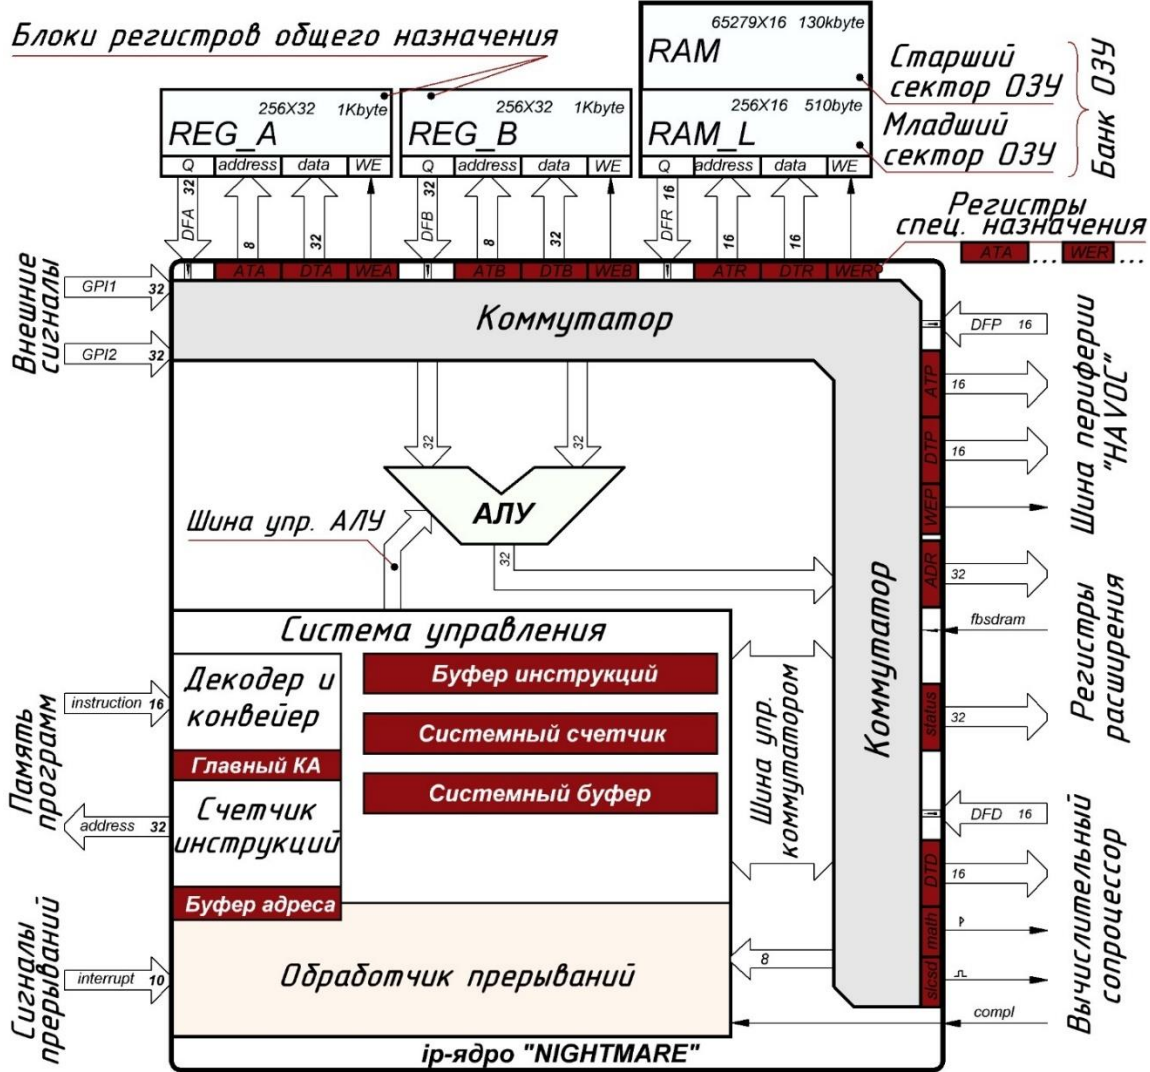 Блоки регистров общего назначения
256X32 1Kbyte
REG_A
Q address data WE
256X32 1Kbyte
REG_B
Q address data WE
65279X16 130kbyte
RAM
256X16 510byte
RAM_L
Q address data WE
Старший
сектор ОЗУ
Младший
сектор ОЗУ
Банк ОЗУ
32 DFA 8 32
32 DFB 8 32
16 DFR 16 16
Регистры
спец. назначения
ATA ... WER ...
ATA DTA WEA ATB DTB WEB ATR DTR WER
Внешние
сигналы
GPI1 32
GPI2 32
Коммутатор
32 32
АЛУ
32
Шина упр. АЛУ
Коммутатор
DFP 16
ATP 16
DTP 16
WEP
Шина периферии
"HAVOC"
ADR 32
fbsdram
status 32
Регистры
расширения
DFD 16
DTD 16
math
slcsd
compl
Вычислительный
сопроцессор
Система управления
Декодер и
конвейер
Главный КА
Счетчик
инструкций
Буфер адреса
Буфер инструкций
Системный счетчик
Системный буфер
Шина упр.
коммутатором
Память
программ
instruction 16
address 32
Сигналы
прерываний
interrupt 10
Обработчик прерываний
8
ip-ядро "NIGHTMARE"